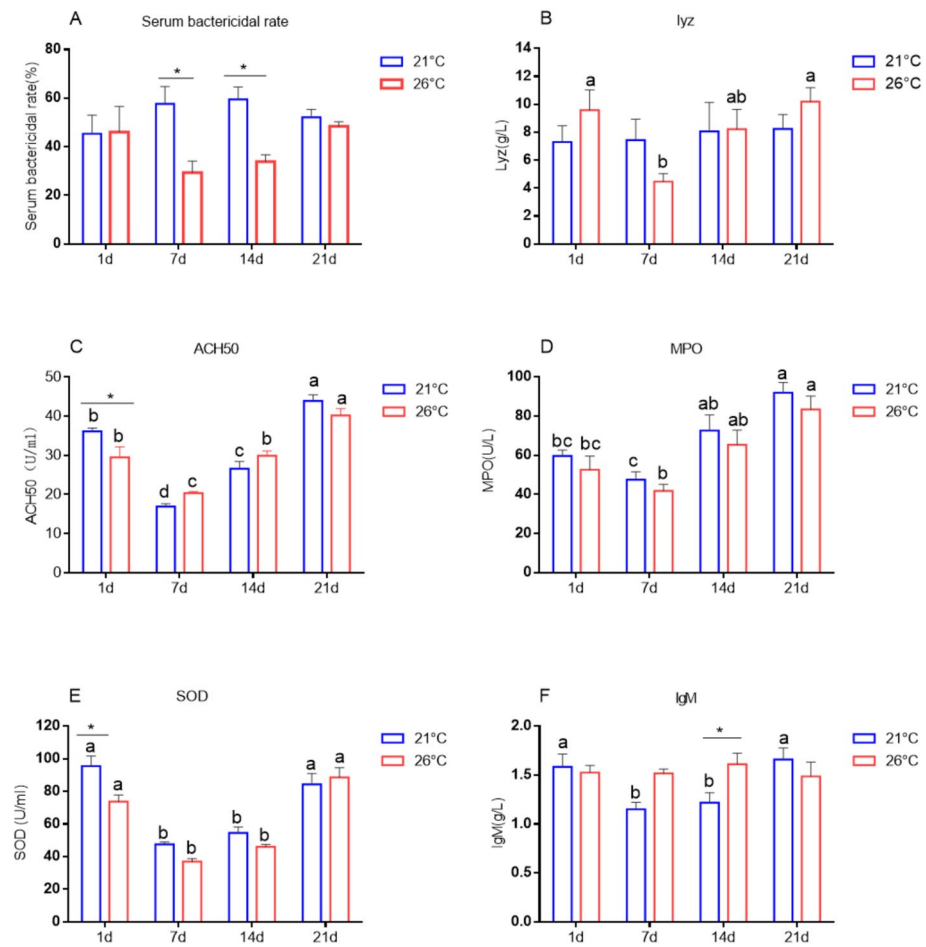 A Serum bactericidal rate
Serum bactericidal rate(%)
80
60
40
20
0
* *
1d 7d 14d 21d
21°C
26°C
B lyz
Lyz(g/L)
14
12
10
8
6
4
2
0
a b ab a
1d 7d 14d 21d
21°C
26°C
C ACH50
ACH50 (U/ml)
50
40
30
20
10
0
*
b b d c c b a a
1d 7d 14d 21d
21°C
26°C
D MPO
MPO(U/L)
100
80
60
40
20
0
bc bc c b ab ab a a
1d 7d 14d 21d
21°C
26°C
E SOD
SOD (U/ml)
120
100
80
60
40
20
0
*
a a b b b b a a
1d 7d 14d 21d
21°C
26°C
F IgM
IgM(g/L)
2.0
1.5
1.0
0.5
0.0
*
a b b a
1d 7d 14d 21d
21°C
26°C